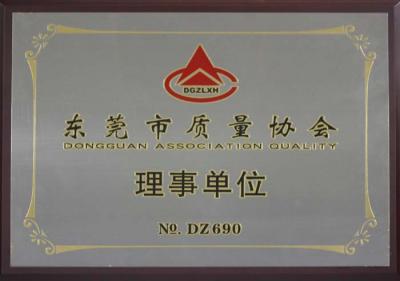 DGZLXH
东莞市质量协会
DONGGUAN ASSOCIATION QUALITY
理事单位
№. DZ690